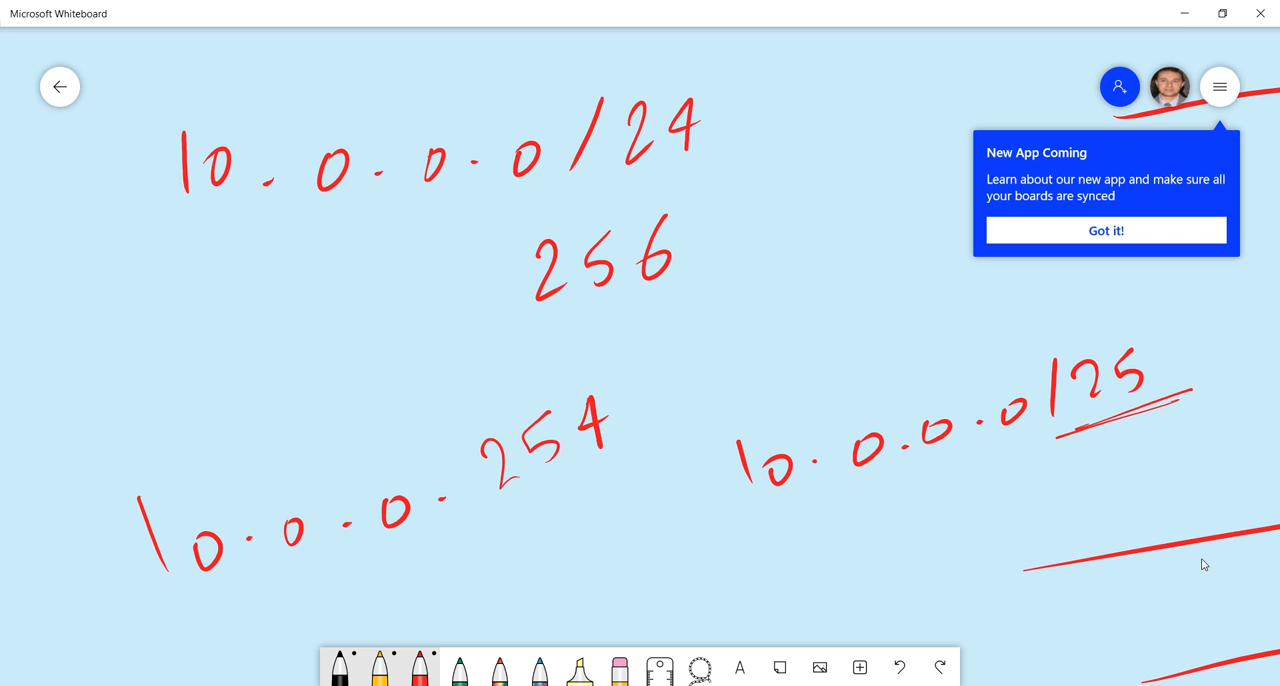 Microsoft Whiteboard
10.0.0.0/24
256
New App Coming
Learn about our new app and make sure all
your boards are synced
Got it!
10.0.0.0/25
10.0.0.254
A